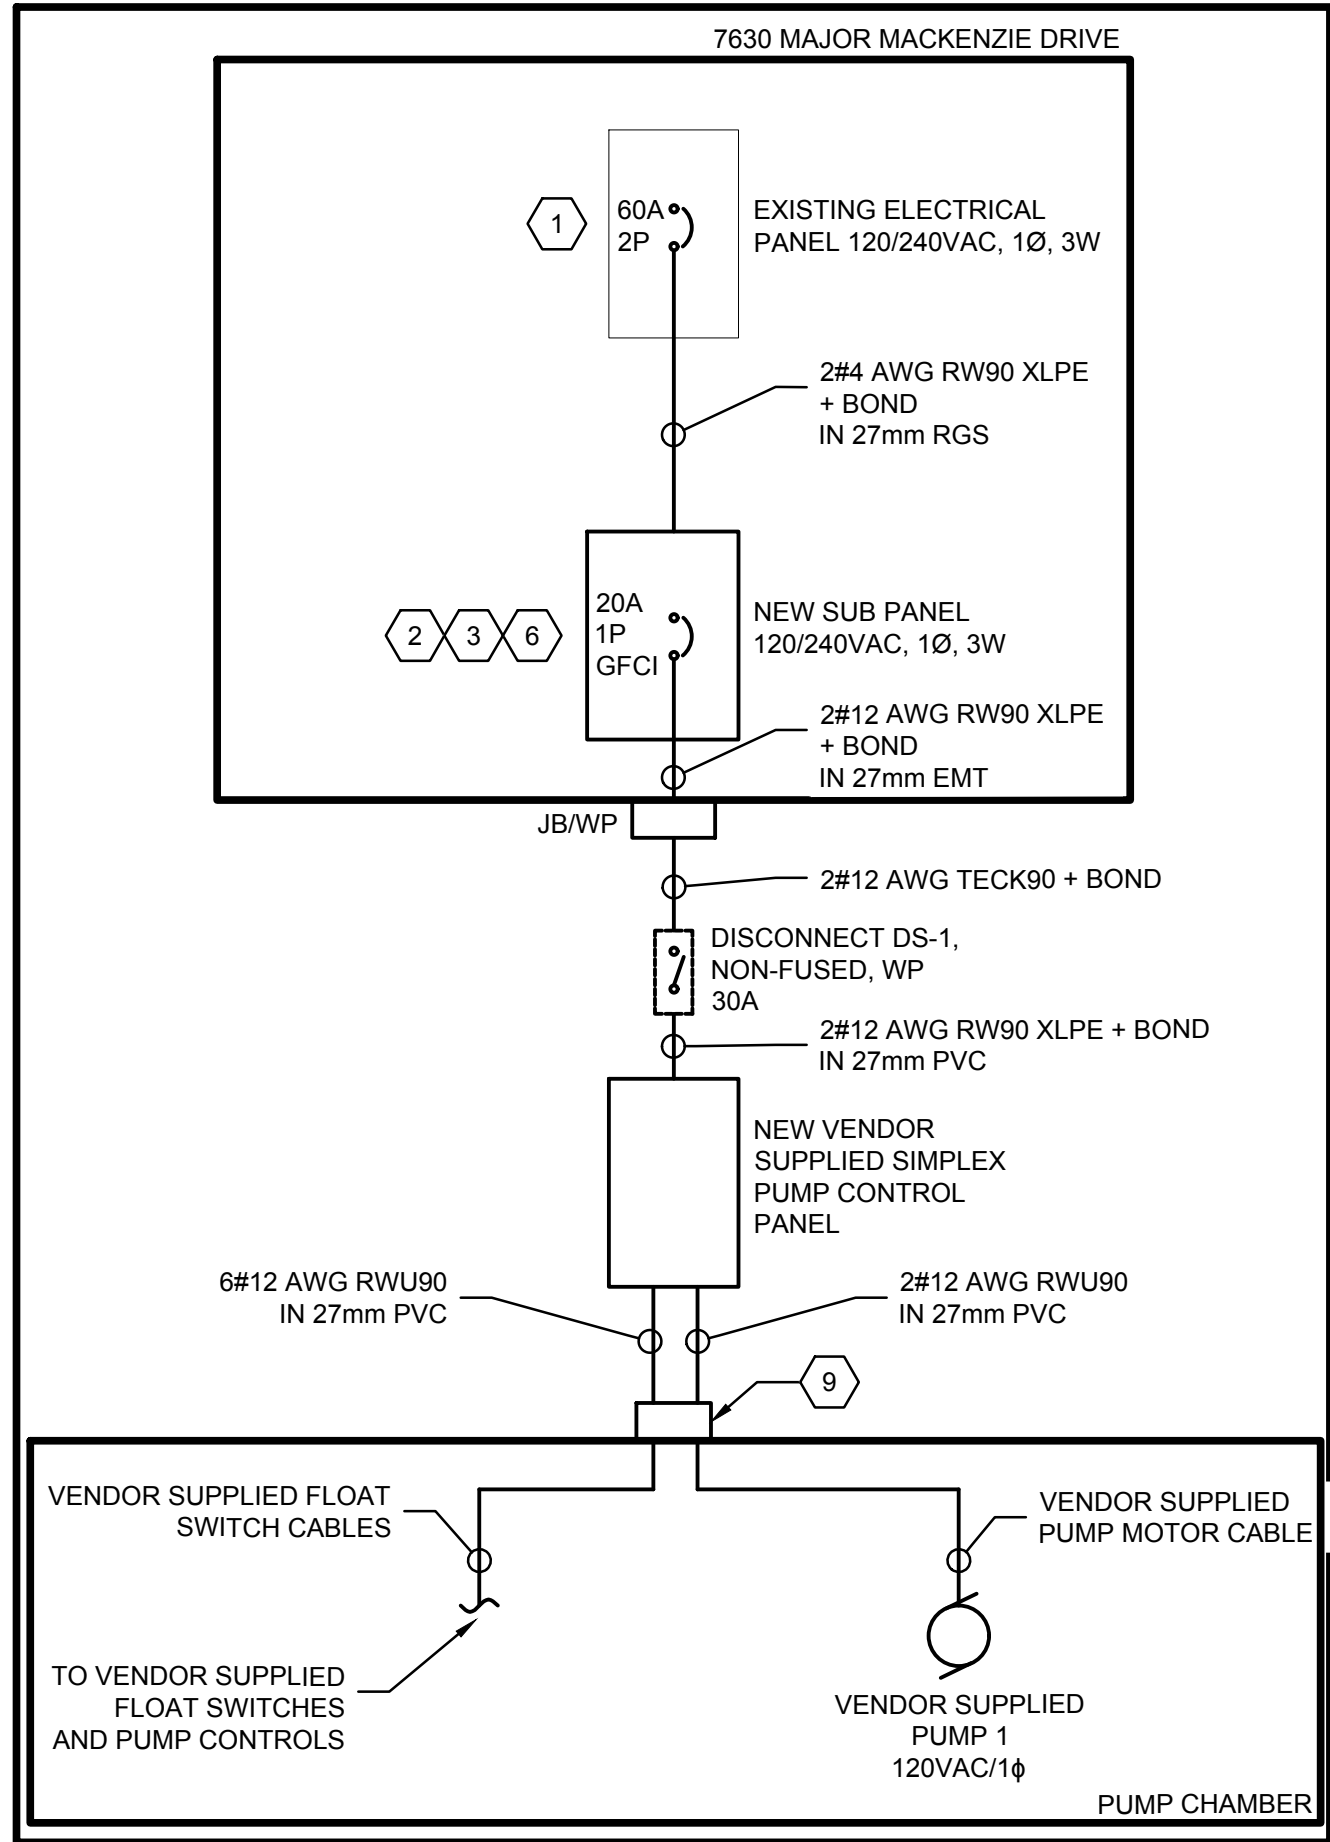 7630 MAJOR MACKENZIE DRIVE
1
60A
2P
EXISTING ELECTRICAL
PANEL 120/240VAC, 1Ø, 3W
2#4 AWG RW90 XLPE
+ BOND
IN 27mm RGS
2
3
6
20A
1P
GFCI
NEW SUB PANEL
120/240VAC, 1Ø, 3W
2#12 AWG RW90 XLPE
+ BOND
IN 27mm EMT
JB/WP
2#12 AWG TECK90 + BOND
DISCONNECT DS-1,
NON-FUSED, WP
30A
2#12 AWG RW90 XLPE + BOND
IN 27mm PVC
NEW VENDOR
SUPPLIED SIMPLEX
PUMP CONTROL
PANEL
6#12 AWG RWU90
IN 27mm PVC
2#12 AWG RWU90
IN 27mm PVC
9
VENDOR SUPPLIED FLOAT
SWITCH CABLES
VENDOR SUPPLIED
PUMP MOTOR CABLE
TO VENDOR SUPPLIED
FLOAT SWITCHES
AND PUMP CONTROLS
VENDOR SUPPLIED
PUMP 1
120VAC/1ϕ
PUMP CHAMBER